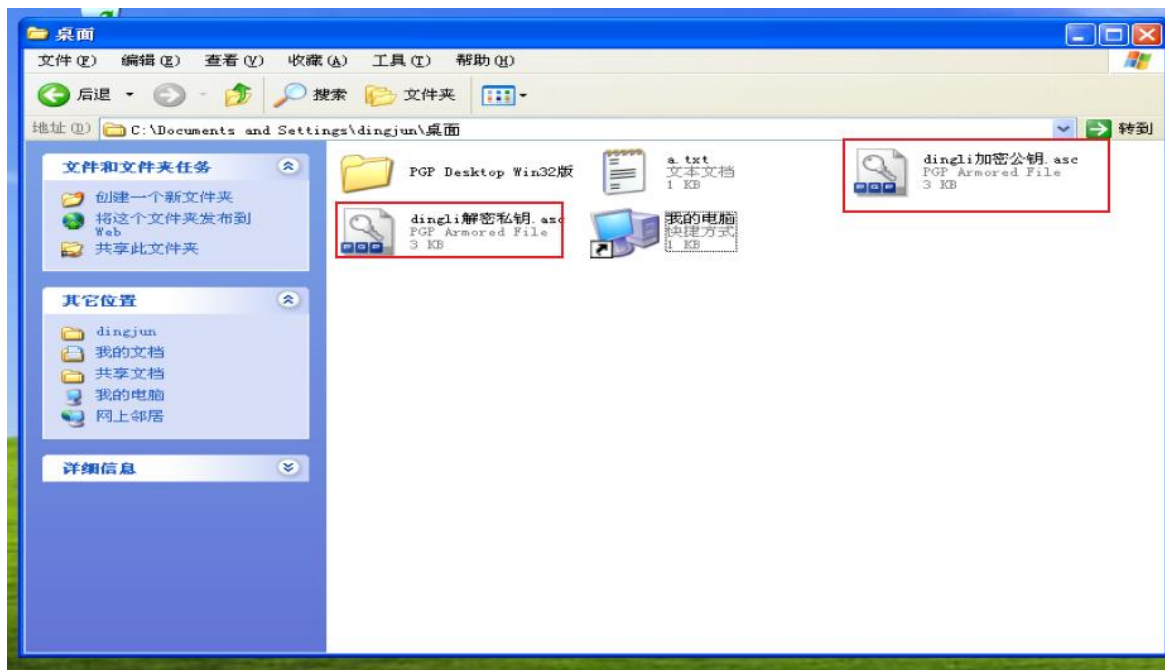 桌面
文件(F) 编辑(E) 查看(V) 收藏(A) 工具(T) 帮助(H)
后退 搜索 文件夹
地址(D) C:\Documents and Settings\dingjun\桌面 转到
文件和文件夹任务
创建一个新文件夹
将这个文件夹发布到
Web
共享此文件夹
其它位置
dingjun
我的文档
共享文档
我的电脑
网上邻居
详细信息
PGP Desktop Win32版
a.txt
文本文档
1 KB
dingli加密公钥.asc
PGP Armored File
3 KB
dingli解密私钥.asc
PGP Armored File
3 KB
PGP
我的电脑
快捷方式
1 KB